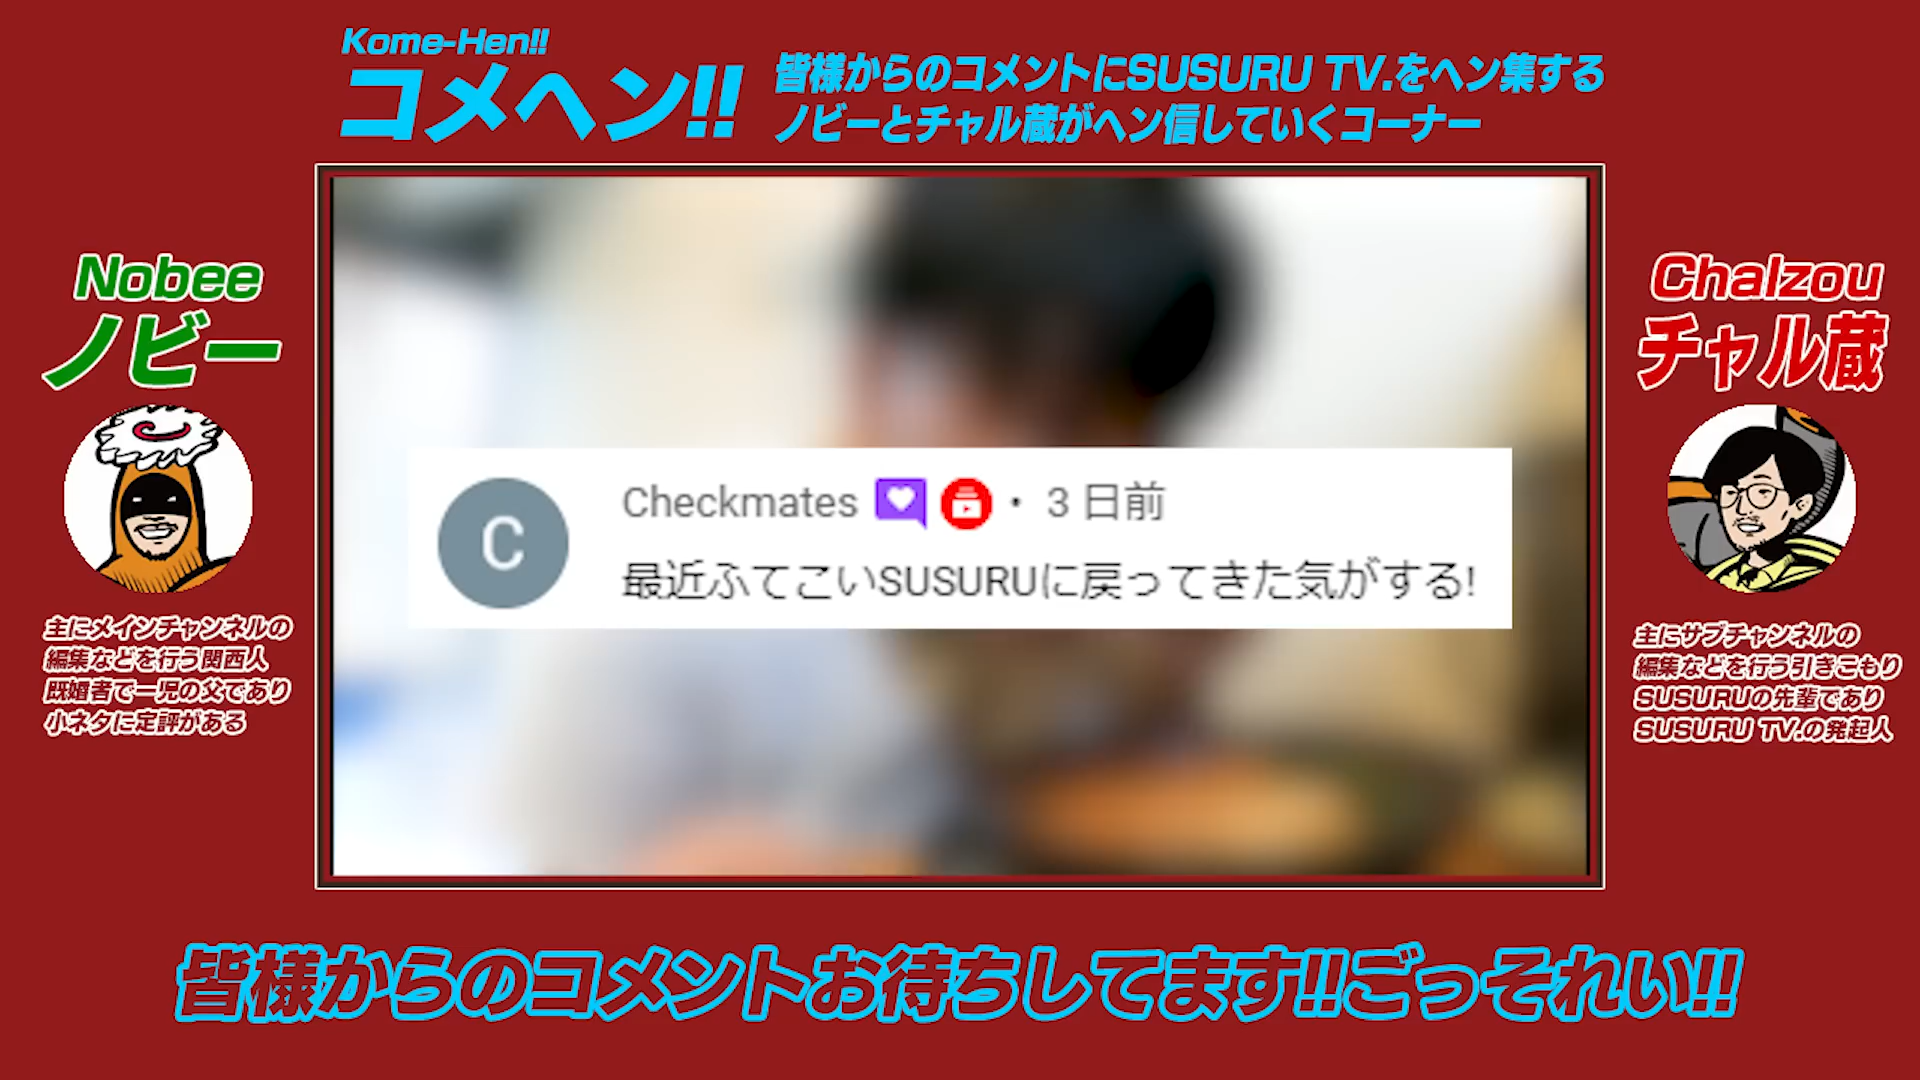 Kome-Hen!!
コメヘン!!
皆様からのコメントにSUSURU TV.をヘン集する
ノビーとチャル蔵がヘン信していくコーナー
Nobee
ノビー
主にメインチャンネルの
編集などを行う関西人
既婚者で一児の父であり
小ネタに定評がある
C
Checkmates ・ 3 日前
最近ふてこいSUSURUに戻ってきた気がする!
Chalzou
チャル蔵
主にサブチャンネルの
編集などを行う引きこもり
SUSURUの先輩であり
SUSURU TV.の発起人
皆様からのコメントお待ちしてます!!ごっそれい!!